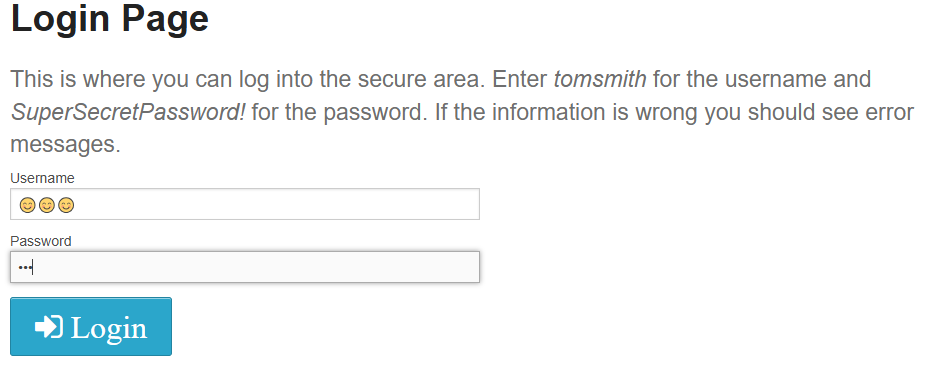 Login Page
This is where you can log into the secure area. Enter tomsmith for the username and
SuperSecretPassword! for the password. If the information is wrong you should see error
messages.
Username
😊😊😊
Password
•••
Login